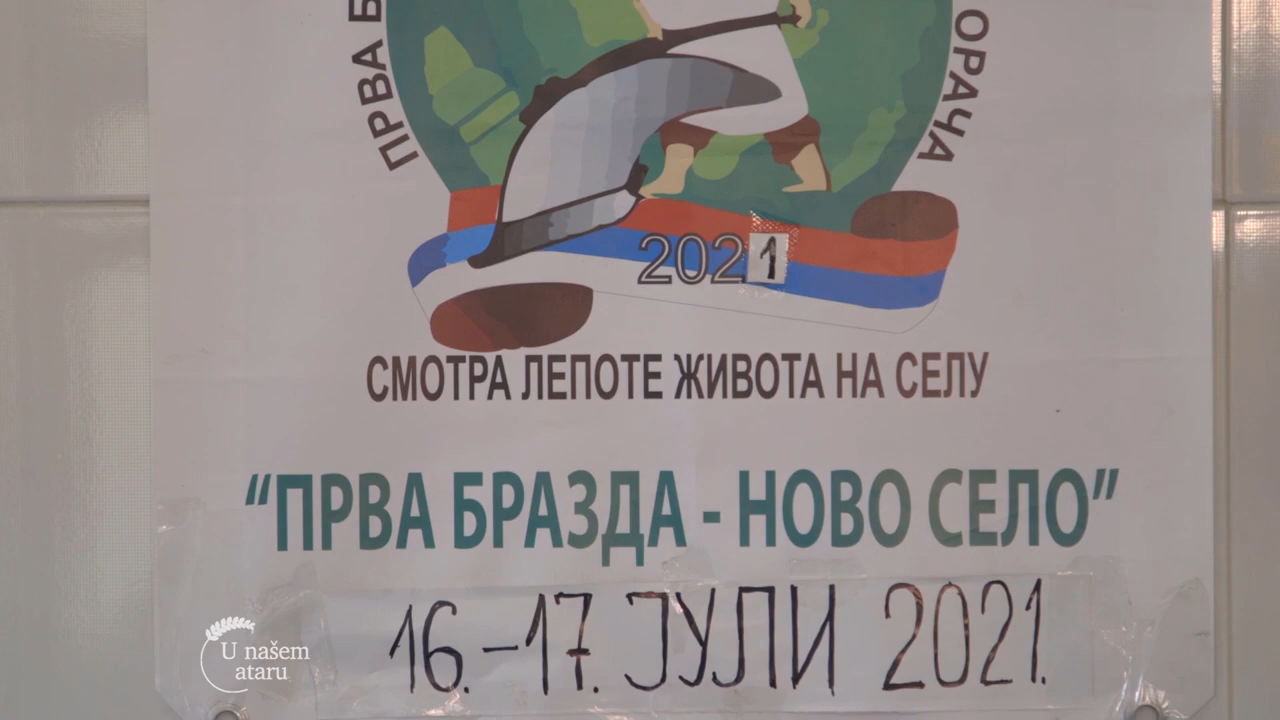 ПРВА
ОРАЧА
2021
СМОТРА ЛЕПОТЕ ЖИВОТА НА СЕЛУ
“ПРВА БРАЗДА - НОВО СЕЛО”
16.-17. ЈУЛИ 2021.
U našem
ataru